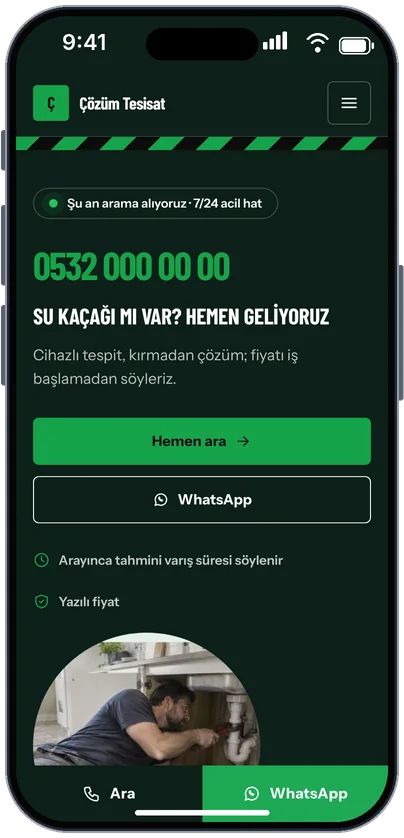 9:41
Ç Çözüm Tesisat
Şu an arama alıyoruz · 7/24 acil hat
0532 000 00 00
SU KAÇAĞI MI VAR? HEMEN GELİYORUZ
Cihazlı tespit, kırmadan çözüm; fiyatı iş
başlamadan söyleriz.
Hemen ara →
WhatsApp
Arayınca tahmini varış süresi söylenir
Yazılı fiyat
Ara
WhatsApp